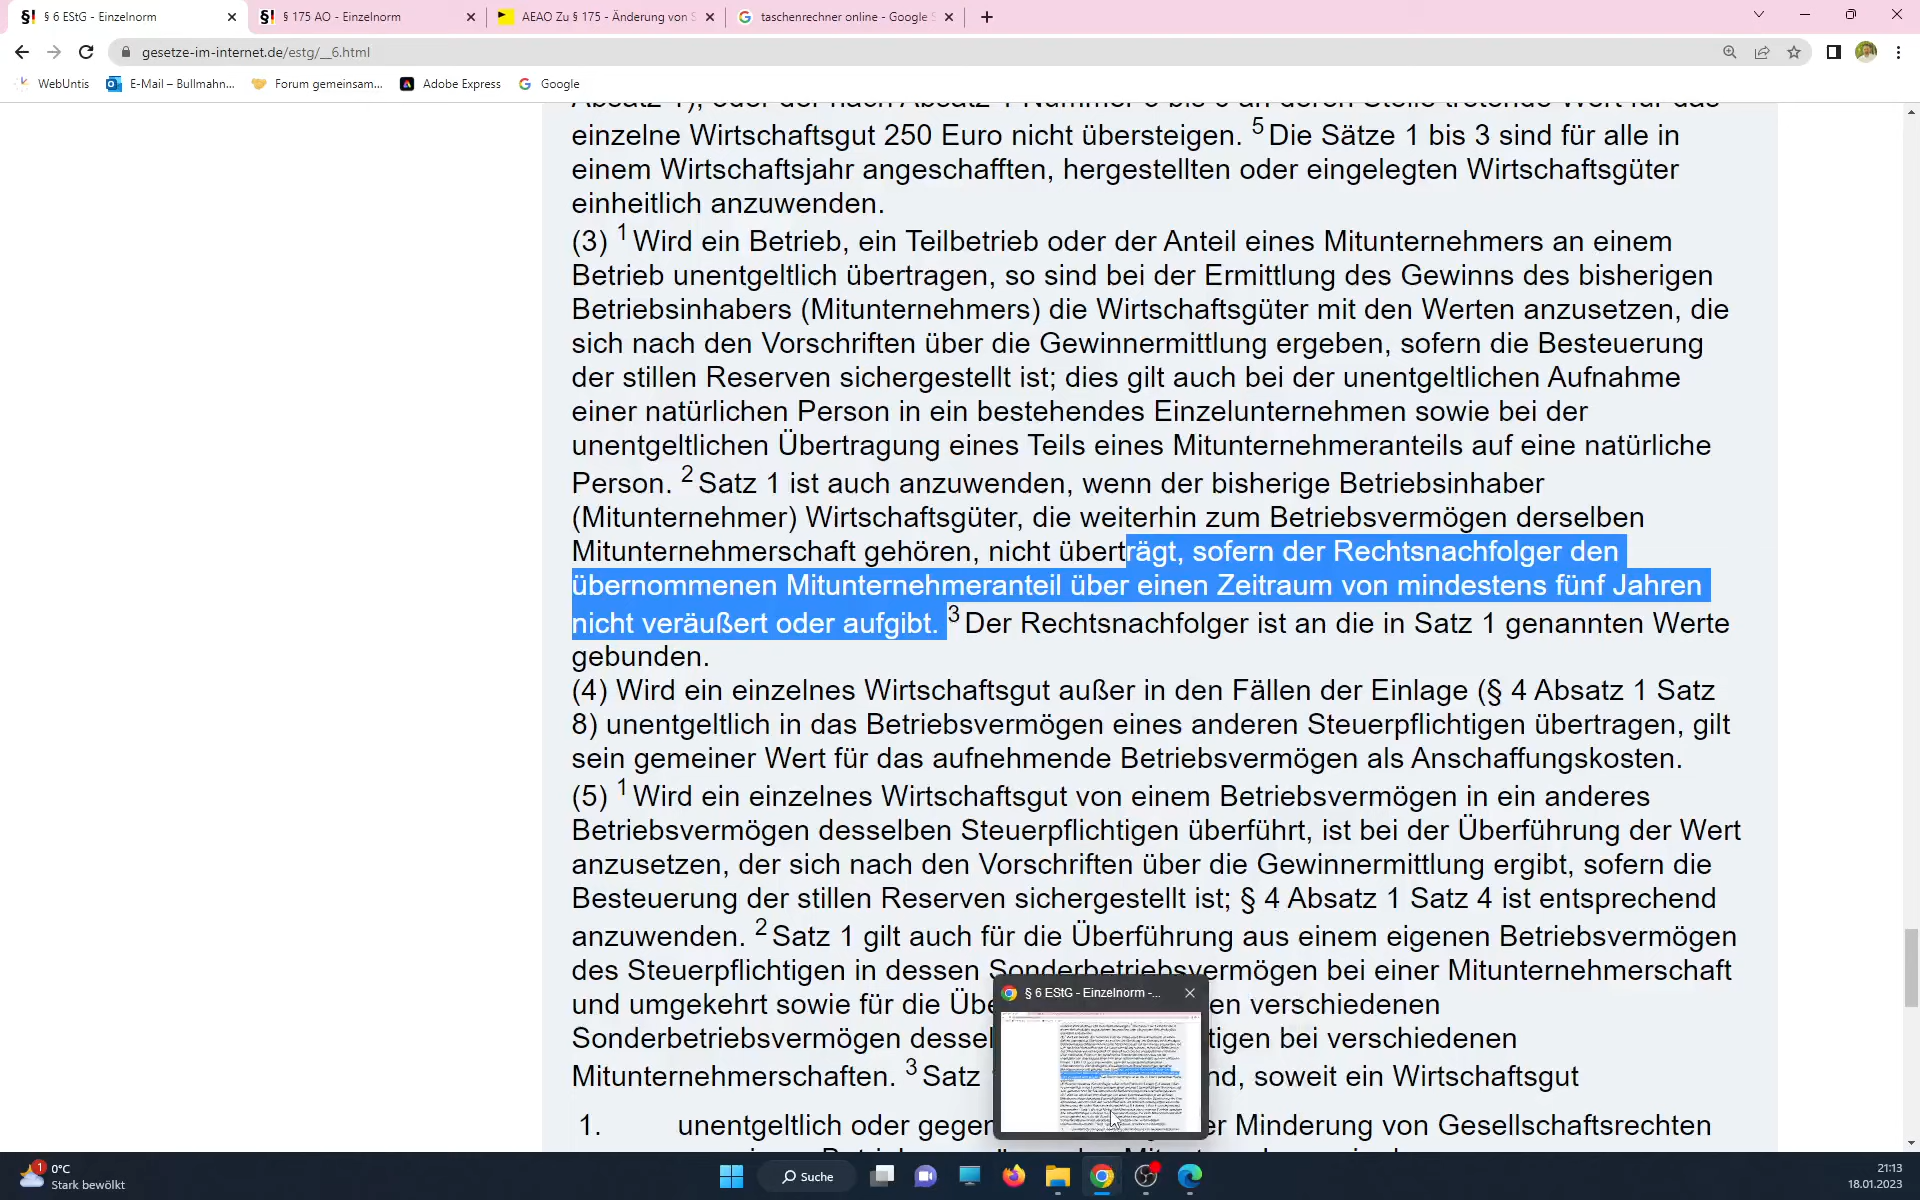 § 6 EStG - Einzelnorm
§ 175 AO - Einzelnorm
AEAO Zu § 175 - Änderung von S
taschenrechner online - Google S
gesetze-im-internet.de/estg/__6.html
WebUntis
E-Mail – Bullmahn...
Forum gemeinsam...
Adobe Express
Google
einzelne Wirtschaftsgut 250 Euro nicht übersteigen. 5 Die Sätze 1 bis 3 sind für alle in
einem Wirtschaftsjahr angeschafften, hergestellten oder eingelegten Wirtschaftsgüter
einheitlich anzuwenden.
(3) 1 Wird ein Betrieb, ein Teilbetrieb oder der Anteil eines Mitunternehmers an einem
Betrieb unentgeltlich übertragen, so sind bei der Ermittlung des Gewinns des bisherigen
Betriebsinhabers (Mitunternehmers) die Wirtschaftsgüter mit den Werten anzusetzen, die
sich nach den Vorschriften über die Gewinnermittlung ergeben, sofern die Besteuerung
der stillen Reserven sichergestellt ist; dies gilt auch bei der unentgeltlichen Aufnahme
einer natürlichen Person in ein bestehendes Einzelunternehmen sowie bei der
unentgeltlichen Übertragung eines Teils eines Mitunternehmeranteils auf eine natürliche
Person. 2 Satz 1 ist auch anzuwenden, wenn der bisherige Betriebsinhaber
(Mitunternehmer) Wirtschaftsgüter, die weiterhin zum Betriebsvermögen derselben
Mitunternehmerschaft gehören, nicht überträgt, sofern der Rechtsnachfolger den
übernommenen Mitunternehmeranteil über einen Zeitraum von mindestens fünf Jahren
nicht veräußert oder aufgibt. 3 Der Rechtsnachfolger ist an die in Satz 1 genannten Werte
gebunden.
(4) Wird ein einzelnes Wirtschaftsgut außer in den Fällen der Einlage (§ 4 Absatz 1 Satz
8) unentgeltlich in das Betriebsvermögen eines anderen Steuerpflichtigen übertragen, gilt
sein gemeiner Wert für das aufnehmende Betriebsvermögen als Anschaffungskosten.
(5) 1 Wird ein einzelnes Wirtschaftsgut von einem Betriebsvermögen in ein anderes
Betriebsvermögen desselben Steuerpflichtigen überführt, ist bei der Überführung der Wert
anzusetzen, der sich nach den Vorschriften über die Gewinnermittlung ergibt, sofern die
Besteuerung der stillen Reserven sichergestellt ist; § 4 Absatz 1 Satz 4 ist entsprechend
anzuwenden. 2 Satz 1 gilt auch für die Überführung aus einem eigenen Betriebsvermögen
des Steuerpflichtigen in dessen Sonderbetriebsvermögen bei einer Mitunternehmerschaft
und umgekehrt sowie für die Übe en verschiedenen
Sonderbetriebsvermögen dessel tigen bei verschiedenen
Mitunternehmerschaften. 3 Satz nd, soweit ein Wirtschaftsgut
1. unentgeltlich oder gegen er Minderung von Gesellschaftsrechten
§ 6 EStG - Einzelnorm -...
1
0°C
Stark bewölkt
Suche
21:13
18.01.2023